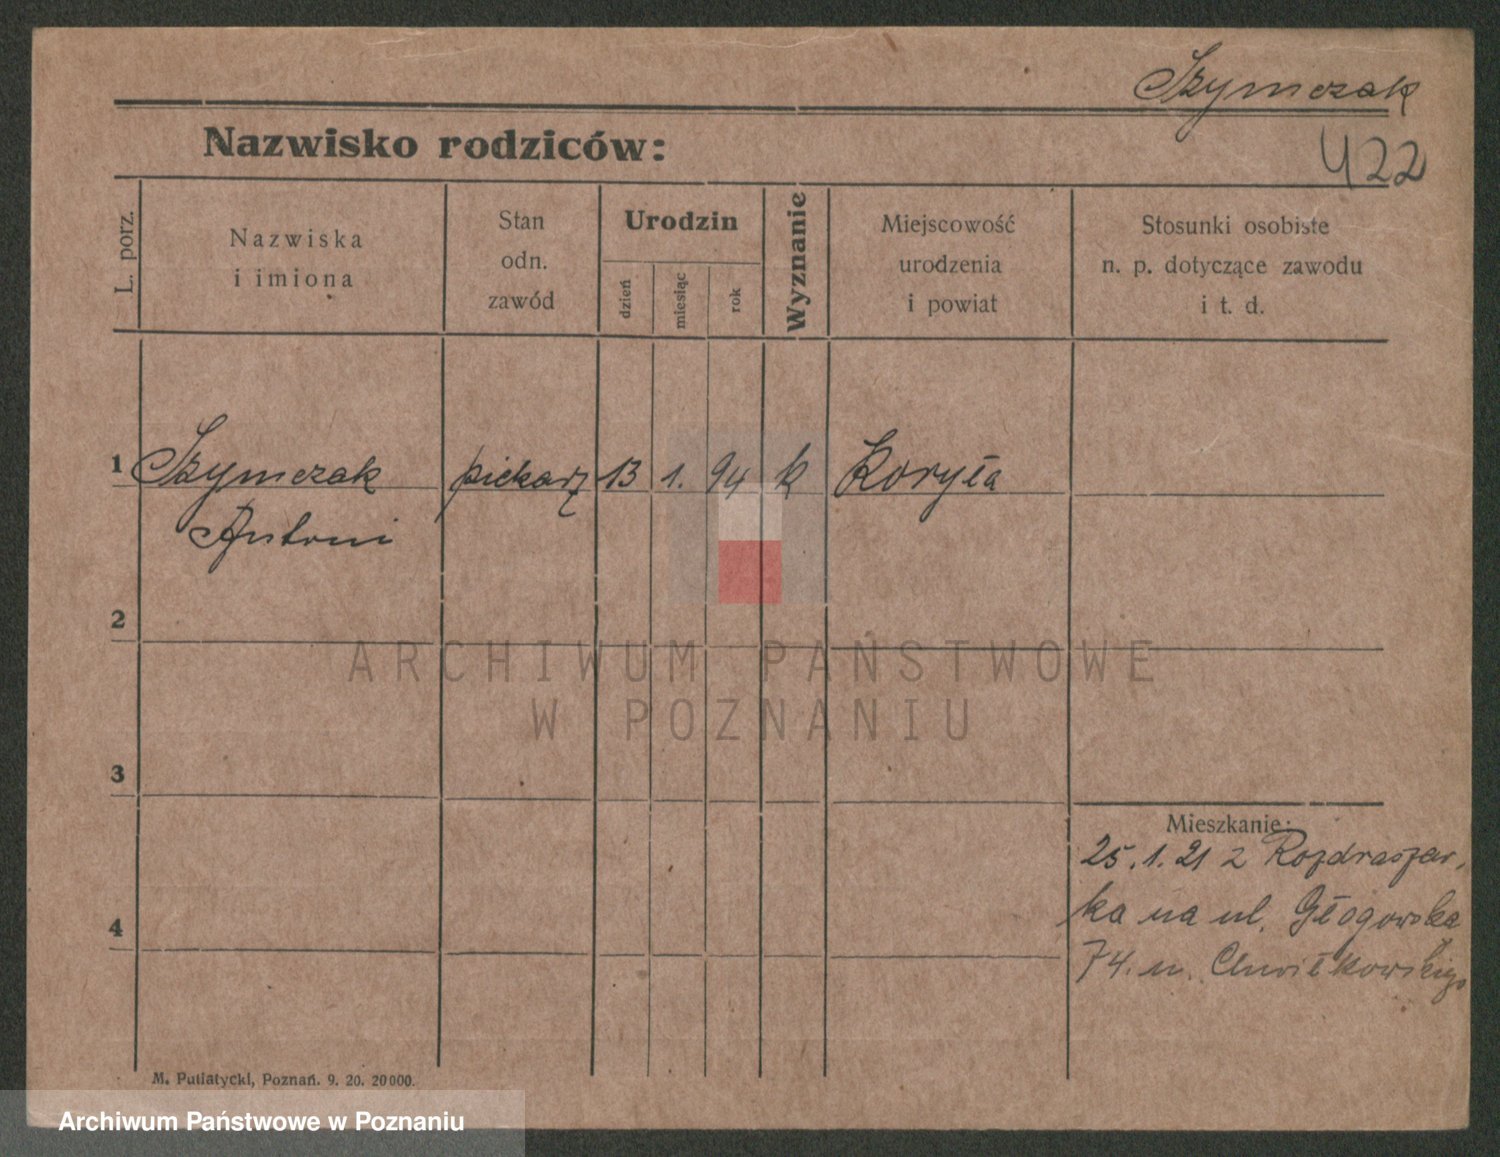 Szymczak
422
Nazwisko rodziców:
L. porz.
Nazwiska
i imiona
Stan
odn.
zawód
Urodzin
dzień
miesiąc
rok
Wyznanie
Miejscowość
urodzenia
i powiat
Stosunki osobiste
n. p. dotyczące zawodu
i t. d.
1 Szymczak piekarz 13 1. 94 k Koryta
Antoni
2
3
4
Mieszkanie:
25.1.21 z
ka na ul. Głogowska
74. u. Chwiłkowskiego
M. Putiatycki, Poznań. 9. 20. 20000.
ARCHIWUM PAŃSTWOWE
W POZNANIU
Archiwum Państwowe w Poznaniu